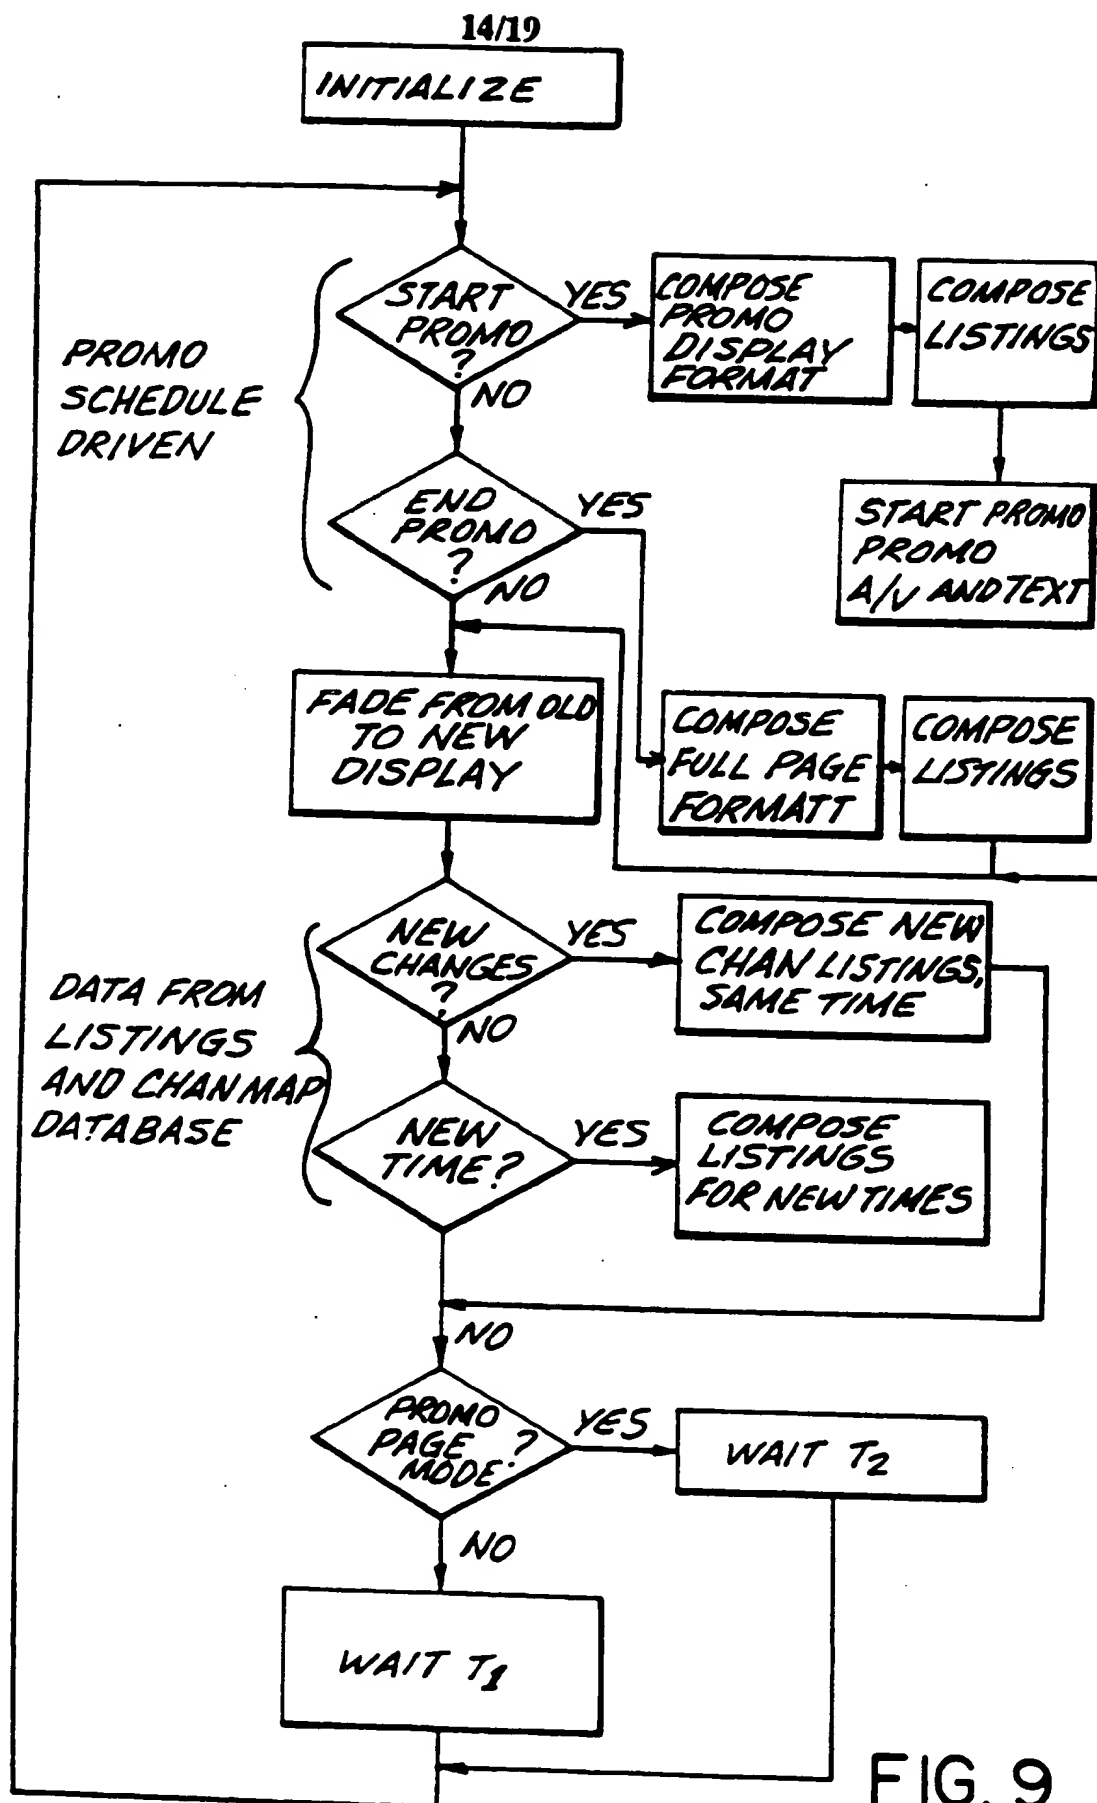 14/19
INITIALIZE
START
PROMO
?
YES
NO
COMPOSE
PROMO
DISPLAY
FORMAT
COMPOSE
LISTINGS
PROMO
SCHEDULE
DRIVEN
START PROMO
PROMO
A/V AND TEXT
END
PROMO
?
YES
NO
FADE FROM OLD
TO NEW
DISPLAY
COMPOSE
FULL PAGE
FORMATT
COMPOSE
LISTINGS
NEW
CHANGES
?
YES
NO
COMPOSE NEW
CHAN LISTINGS,
SAME TIME
DATA FROM
LISTINGS
AND CHAN MAP
DATABASE
NEW
TIME?
YES
COMPOSE
LISTINGS
FOR NEW TIMES
NO
PROMO
PAGE ?
MODE
YES
NO
WAIT T2
WAIT T1
FIG. 9